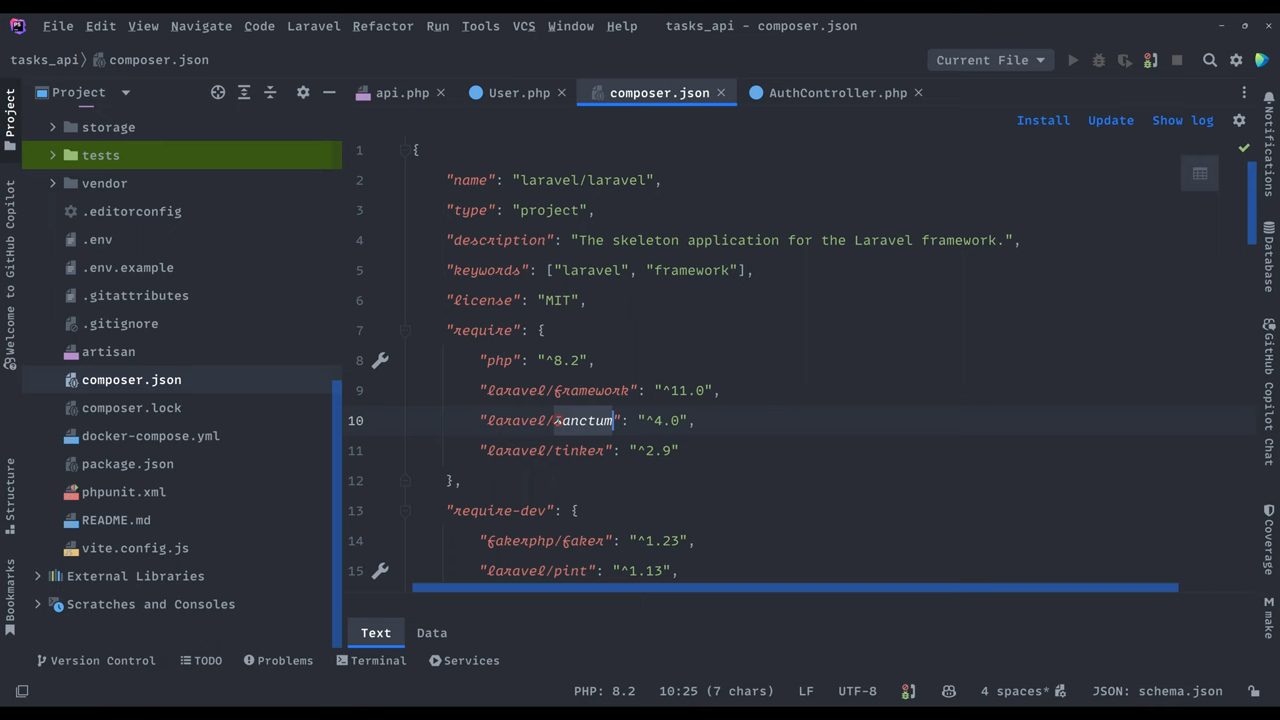 File Edit View Navigate Code Laravel Refactor Run Tools VCS Window Help tasks_api - composer.json
tasks_api composer.json Current File
Project api.php User.php composer.json AuthController.php
Install Update Show log
storage
tests
vendor
.editorconfig
.env
.env.example
.gitattributes
.gitignore
artisan
composer.json
composer.lock
docker-compose.yml
package.json
phpunit.xml
README.md
vite.config.js
External Libraries
Scratches and Consoles
1 {
2 "name": "laravel/laravel",
3 "type": "project",
4 "description": "The skeleton application for the Laravel framework.",
5 "keywords": ["laravel", "framework"],
6 "license": "MIT",
7 "require": {
8 "php": "^8.2",
9 "laravel/framework": "^11.0",
10 "laravel/sanctum": "^4.0",
11 "laravel/tinker": "^2.9"
12 },
13 "require-dev": {
14 "fakerphp/faker": "^1.23",
15 "laravel/pint": "^1.13",
Text Data
Version Control TODO Problems Terminal Services
PHP: 8.2 10:25 (7 chars) LF UTF-8 4 spaces* JSON: schema.json
Project
Welcome to GitHub Copilot
Structure
Bookmarks
Notifications
Database
GitHub Copilot Chat
Coverage
make